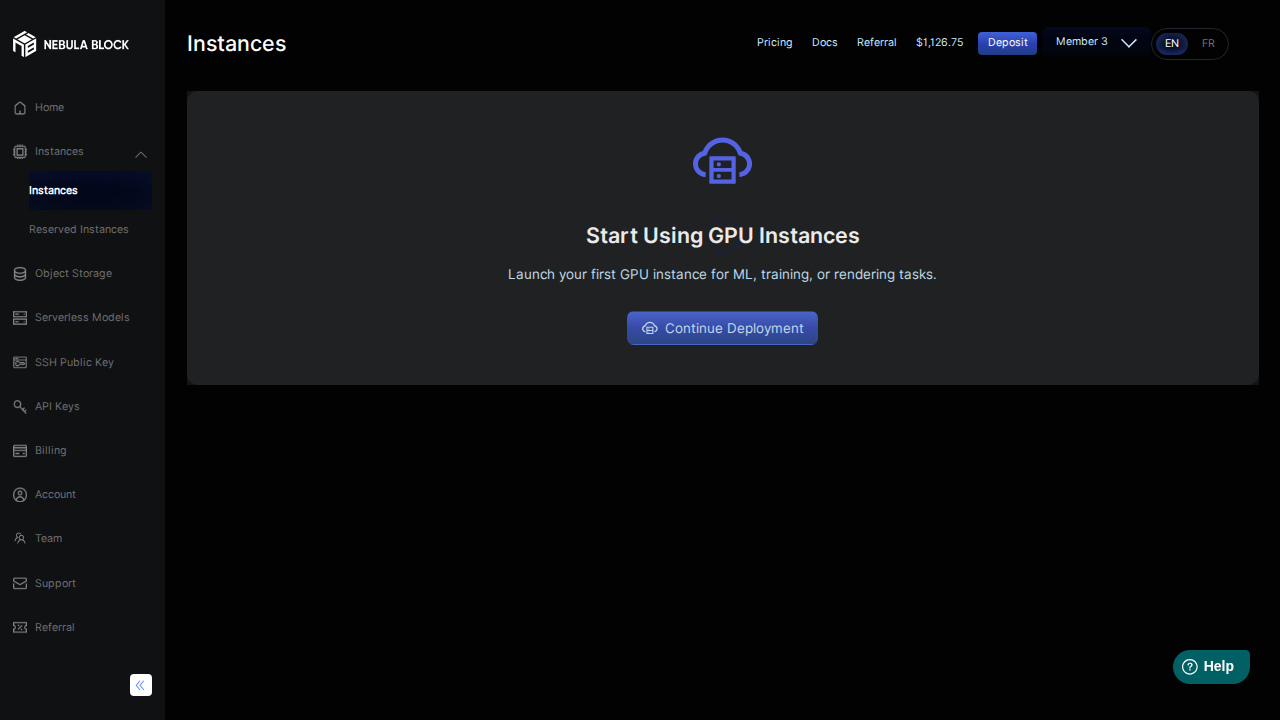 NEBULA BLOCK
Instances
Pricing
Docs
Referral
$1,126.75
Deposit
Member 3
EN
FR
Home
Instances
Instances
Reserved Instances
Object Storage
Serverless Models
SSH Public Key
API Keys
Billing
Account
Team
Support
Referral
Start Using GPU Instances
Launch your first GPU instance for ML, training, or rendering tasks.
Continue Deployment
Help